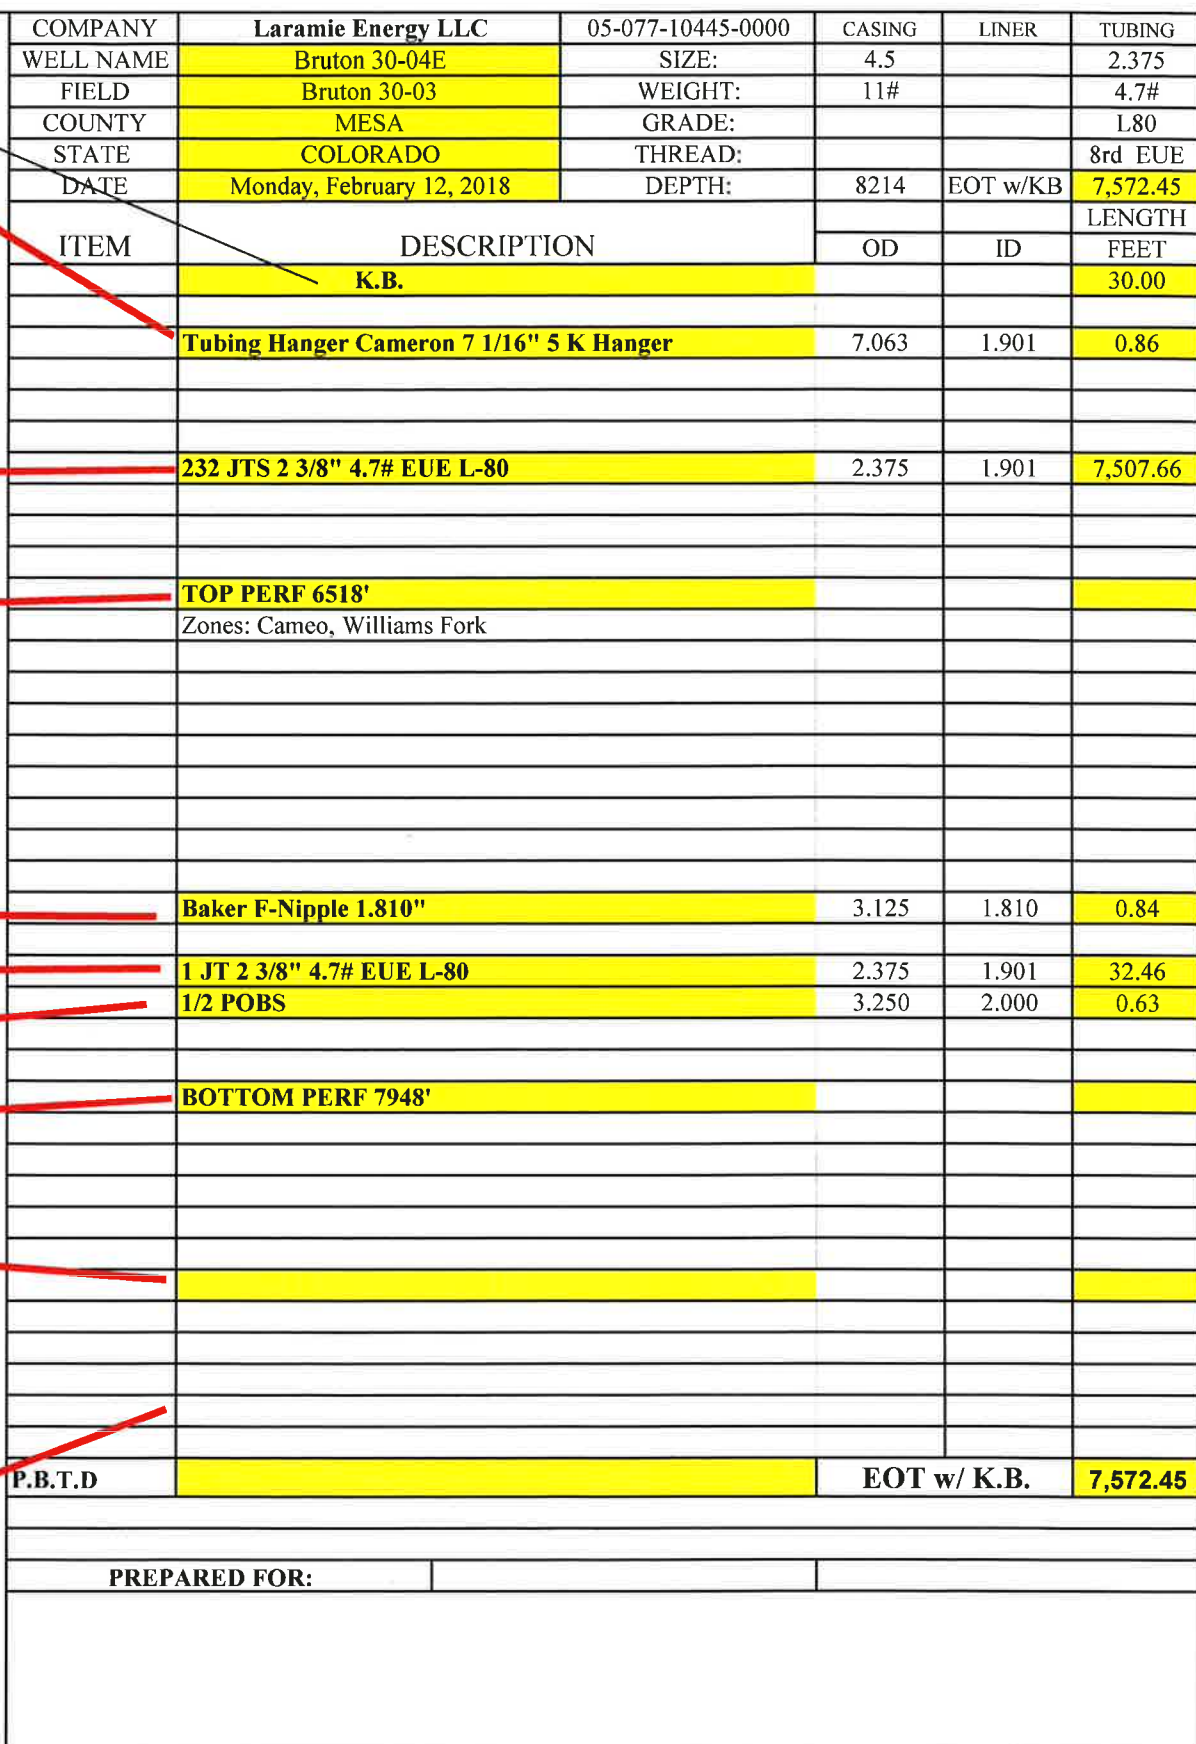 COMPANY Laramie Energy LLC 05-077-10445-0000 CASING LINER TUBING
WELL NAME Bruton 30-04E SIZE: 4.5 2.375
FIELD Bruton 30-03 WEIGHT: 11# 4.7#
COUNTY MESA GRADE: L80
STATE COLORADO THREAD: 8rd EUE
DATE Monday, February 12, 2018 DEPTH: 8214 EOT w/KB 7,572.45
LENGTH
ITEM DESCRIPTION OD ID FEET
K.B. 30.00
Tubing Hanger Cameron 7 1/16" 5 K Hanger 7.063 1.901 0.86
232 JTS 2 3/8" 4.7# EUE L-80 2.375 1.901 7,507.66
TOP PERF 6518'
Zones: Cameo, Williams Fork
Baker F-Nipple 1.810" 3.125 1.810 0.84
1 JT 2 3/8" 4.7# EUE L-80 2.375 1.901 32.46
1/2 POBS 3.250 2.000 0.63
BOTTOM PERF 7948'
P.B.T.D EOT w/ K.B. 7,572.45
PREPARED FOR: